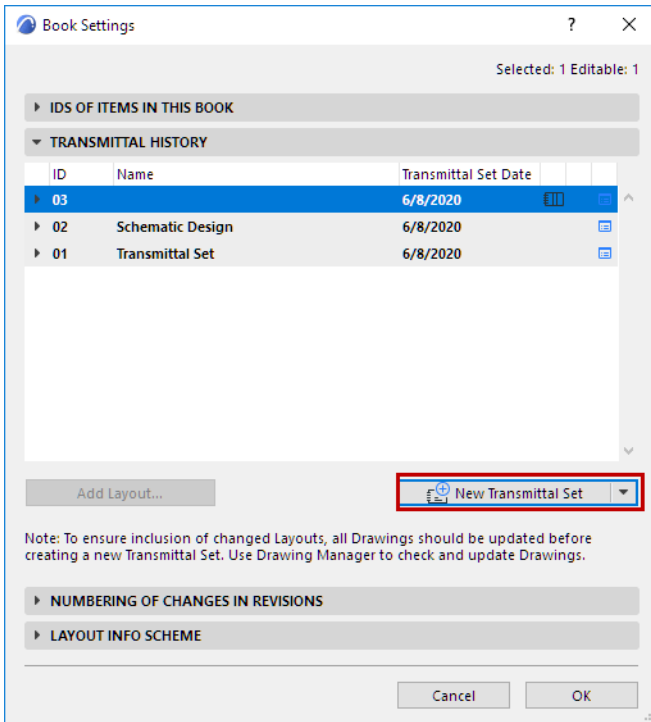 Book Settings
?
Selected: 1 Editable: 1
IDS OF ITEMS IN THIS BOOK
TRANSMITTAL HISTORY
ID Name Transmittal Set Date
03 6/8/2020
02 Schematic Design 6/8/2020
01 Transmittal Set 6/8/2020
Add Layout...
New Transmittal Set
Note: To ensure inclusion of changed Layouts, all Drawings should be updated before
creating a new Transmittal Set. Use Drawing Manager to check and update Drawings.
NUMBERING OF CHANGES IN REVISIONS
LAYOUT INFO SCHEME
Cancel OK